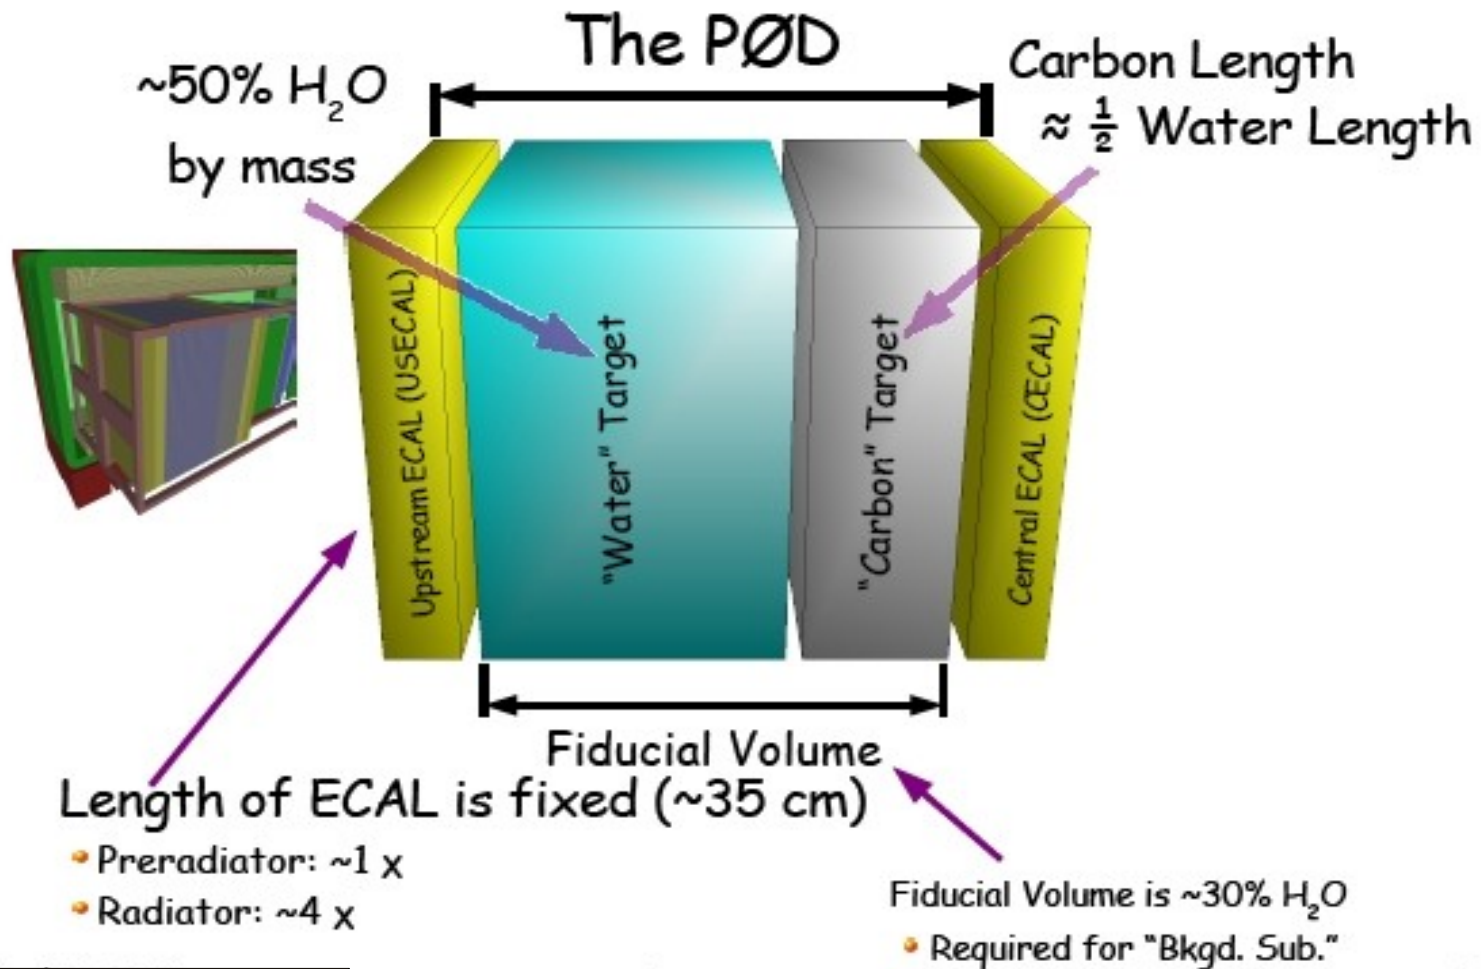 The PØD
~50% H₂O
by mass
Carbon Length
≈ ½ Water Length
Upstream ECAL (USECAL)
"Water" Target
"Carbon" Target
Central ECAL (CECAL)
Fiducial Volume
Length of ECAL is fixed (~35 cm)
Preradiator: ~1 x
Radiator: ~4 x
Fiducial Volume is ~30% H₂O
Required for “Bkgd. Sub.”